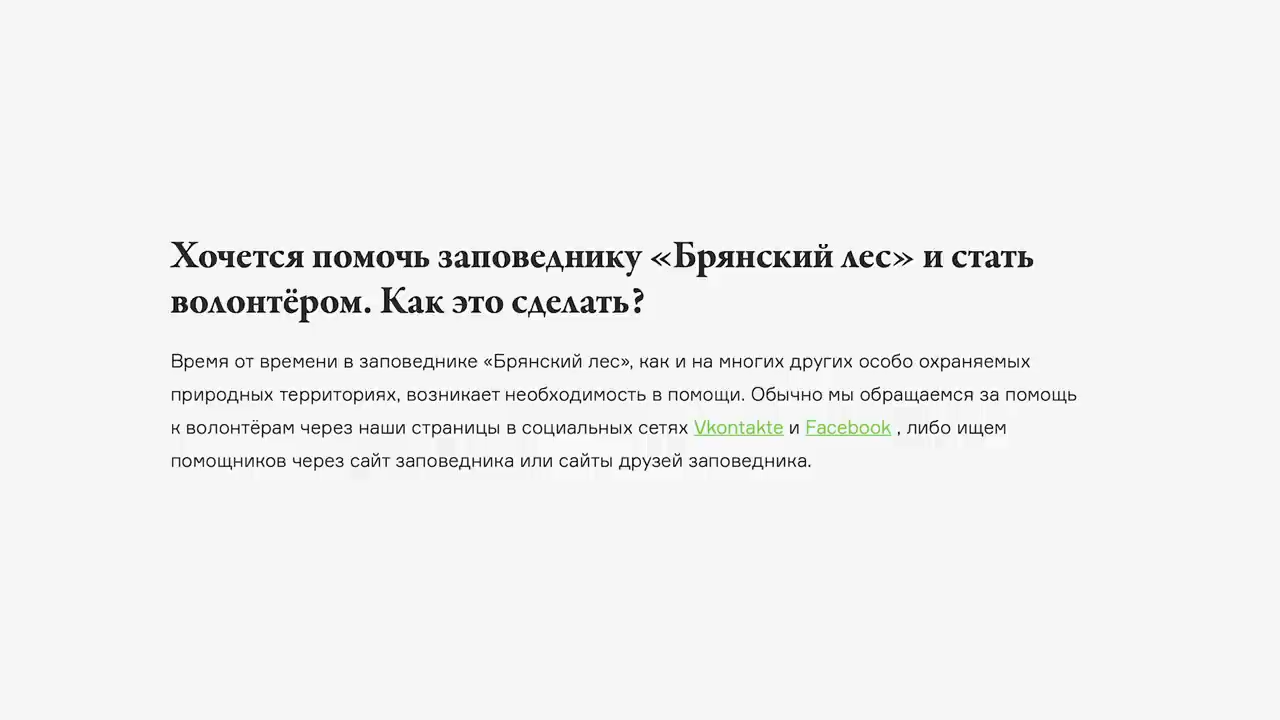 Хочется помочь заповеднику «Брянский лес» и стать
волонтёром. Как это сделать?
Время от времени в заповеднике «Брянский лес», как и на многих других особо охраняемых
природных территориях, возникает необходимость в помощи. Обычно мы обращаемся за помощь
к волонтёрам через наши страницы в социальных сетях Vkontakte и Facebook , либо ищем
помощников через сайт заповедника или сайты друзей заповедника.